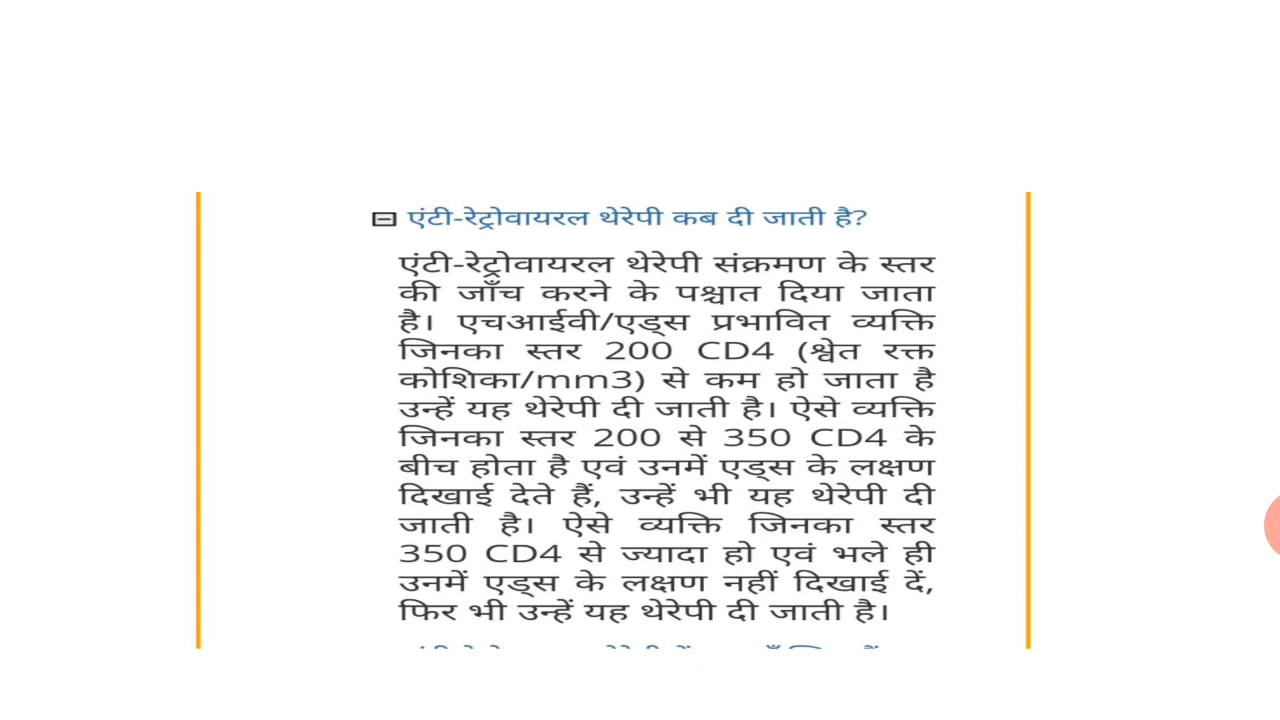 एंटी-रेट्रोवायरल थेरेपी कब दी जाती है?
एंटी-रेट्रोवायरल थेरेपी संक्रमण के स्तर
की जाँच करने के पश्चात दिया जाता
है। एचआईवी/एड्स प्रभावित व्यक्ति
जिनका स्तर 200 CD4 (श्वेत रक्त
कोशिका/mm3) से कम हो जाता है
उन्हें यह थेरेपी दी जाती है। ऐसे व्यक्ति
जिनका स्तर 200 से 350 CD4 के
बीच होता है एवं उनमें एड्स के लक्षण
दिखाई देते हैं, उन्हें भी यह थेरेपी दी
जाती है। ऐसे व्यक्ति जिनका स्तर
350 CD4 से ज्यादा हो एवं भले ही
उनमें एड्स के लक्षण नहीं दिखाई दें,
फिर भी उन्हें यह थेरेपी दी जाती है।